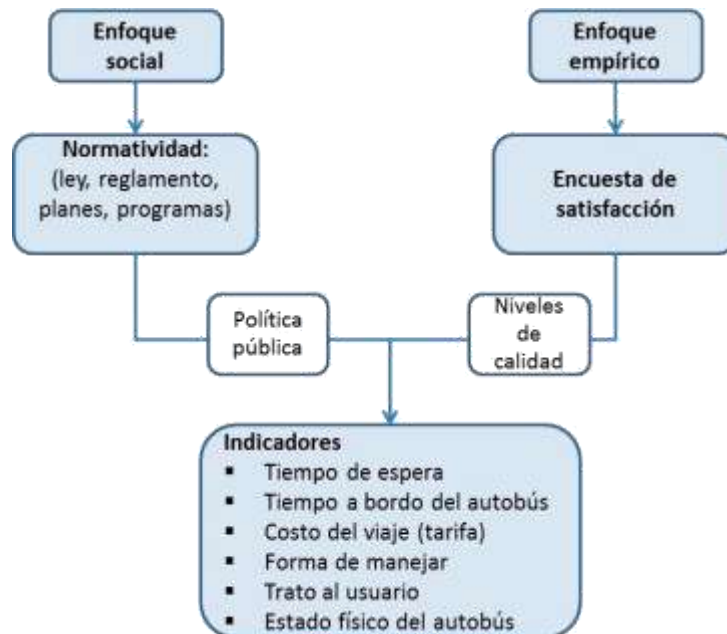 Enfoque
social
Enfoque
empírico
Normatividad:
(ley, reglamento,
planes, programas)
Encuesta de
satisfacción
Política
pública
Niveles
de
calidad
Indicadores
▪ Tiempo de espera
▪ Tiempo a bordo del autobús
▪ Costo del viaje (tarifa)
▪ Forma de manejar
▪ Trato al usuario
▪ Estado físico del autobús